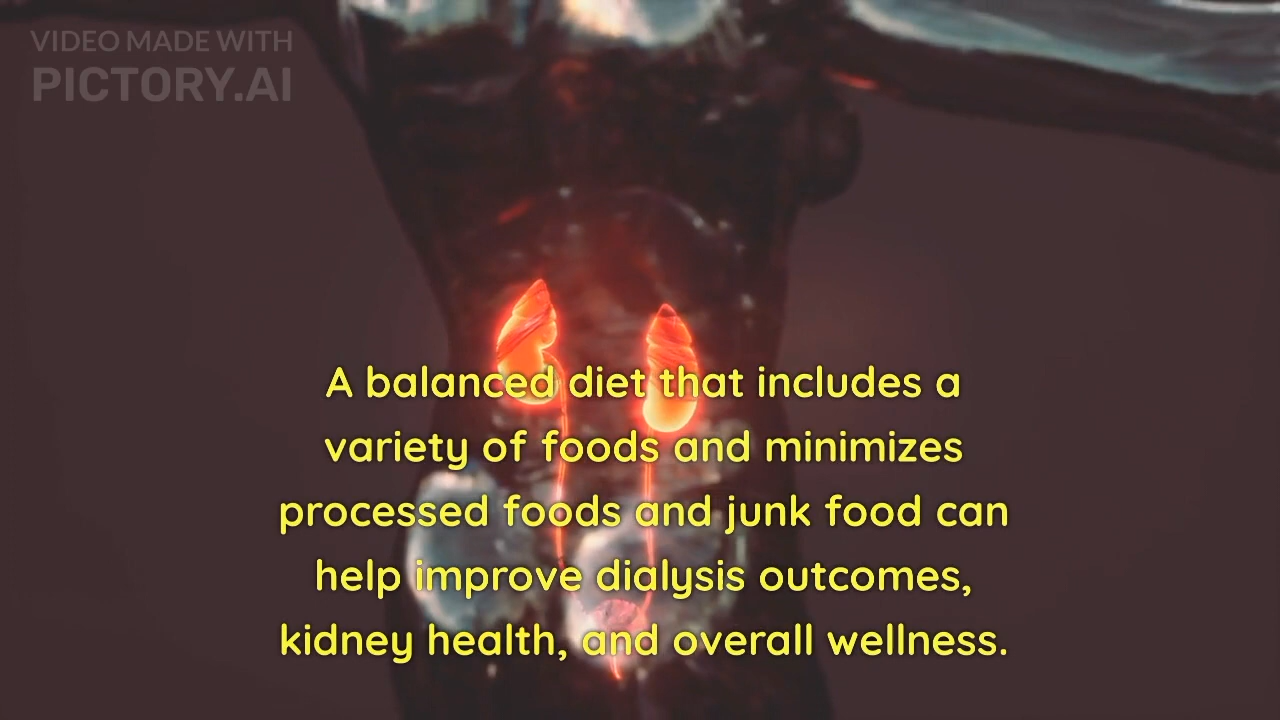 VIDEO MADE WITH
PICTORY.AI
A balanced diet that includes a
variety of foods and minimizes
processed foods and junk food can
help improve dialysis outcomes,
kidney health, and overall wellness.